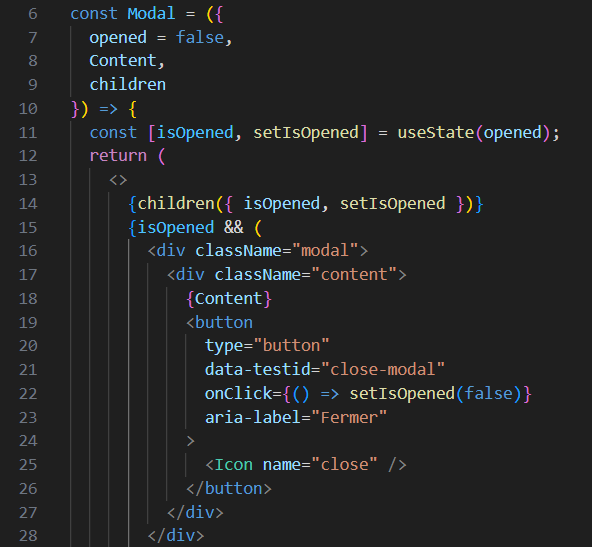 6 const Modal = ({
7   opened = false,
8   Content,
9   children
10 }) => {
11   const [isOpened, setIsOpened] = useState(opened);
12   return (
13     <>
14       {children({ isOpened, setIsOpened })}
15       {isOpened && (
16         <div className="modal">
17           <div className="content">
18             {Content}
19             <button
20               type="button"
21               data-testid="close-modal"
22               onClick={() => setIsOpened(false)}
23               aria-label="Fermer"
24             >
25               <Icon name="close" />
26             </button>
27           </div>
28         </div>